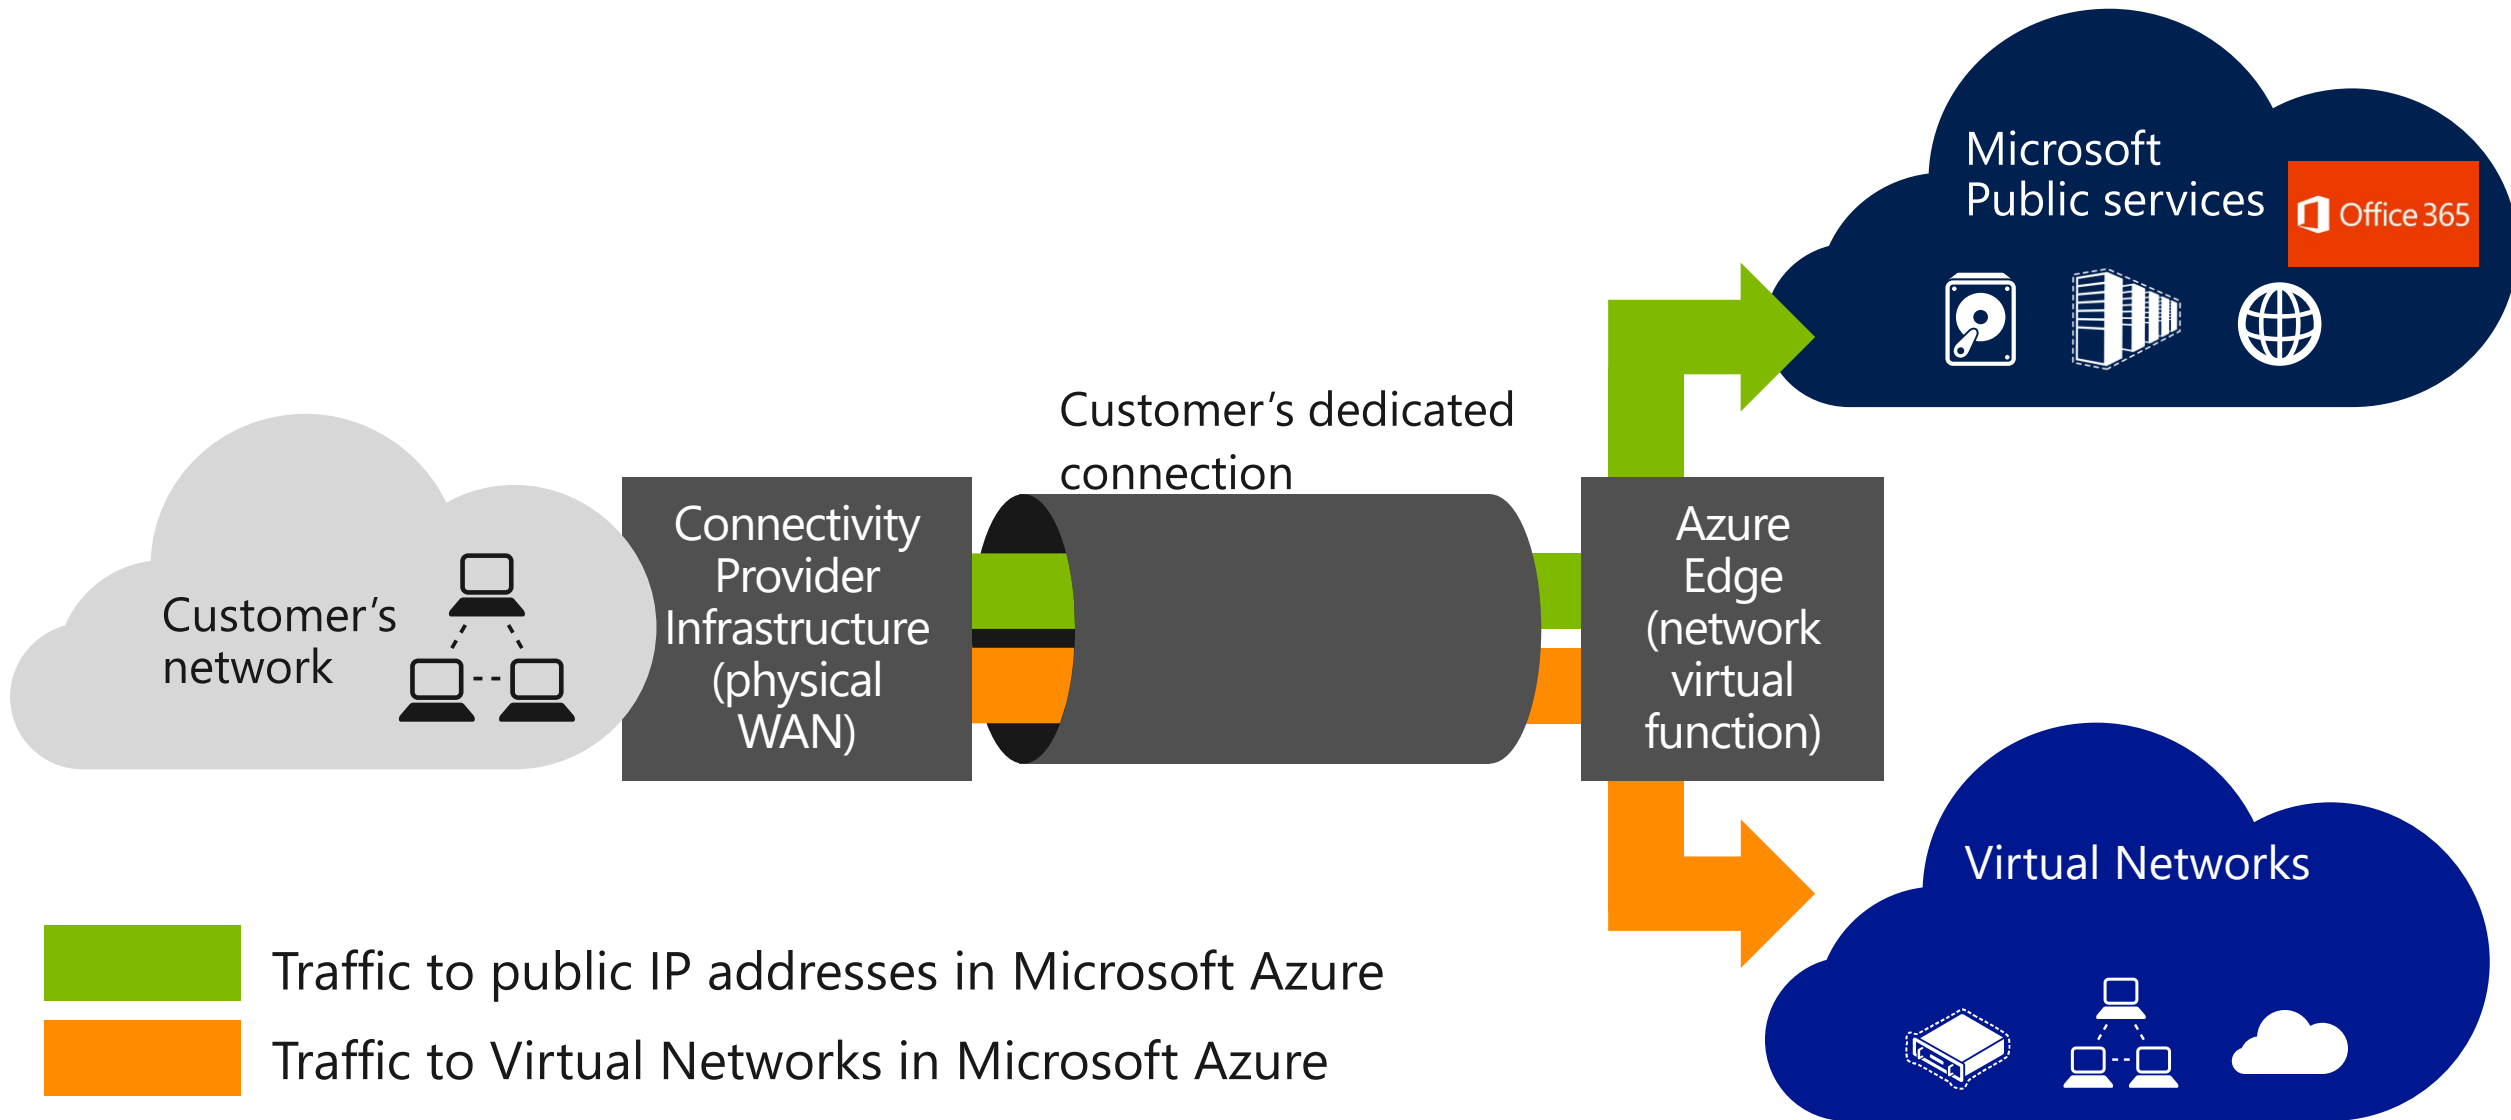 Microsoft
Public services
Office 365
Customer’s dedicated
connection
Customer’s
network
Connectivity
Provider
Infrastructure
(physical
WAN)
Azure
Edge
(network
virtual
function)
Virtual Networks
Traffic to public IP addresses in Microsoft Azure
Traffic to Virtual Networks in Microsoft Azure